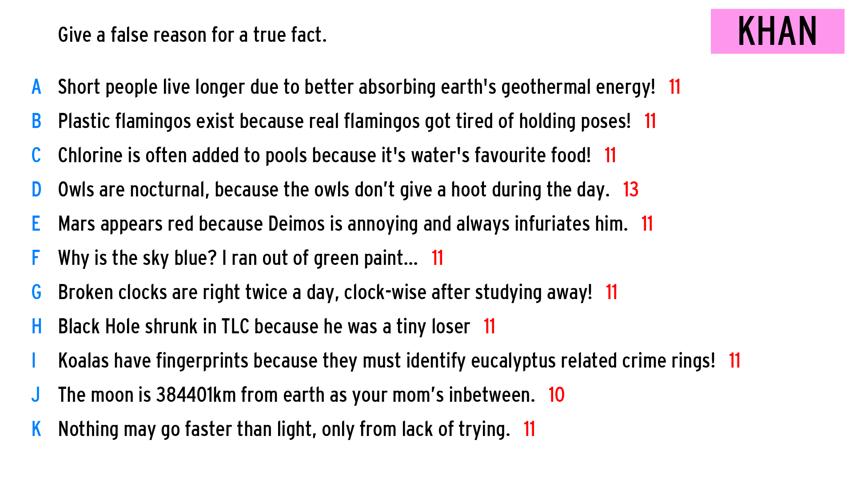 Give a false reason for a true fact.
KHAN
A Short people live longer due to better absorbing earth's geothermal energy! 11
B Plastic flamingos exist because real flamingos got tired of holding poses! 11
C Chlorine is often added to pools because it's water's favourite food! 11
D Owls are nocturnal, because the owls don’t give a hoot during the day. 13
E Mars appears red because Deimos is annoying and always infuriates him. 11
F Why is the sky blue? I ran out of green paint... 11
G Broken clocks are right twice a day, clock-wise after studying away! 11
H Black Hole shrunk in TLC because he was a tiny loser 11
I Koalas have fingerprints because they must identify eucalyptus related crime rings! 11
J The moon is 384401km from earth as your mom’s inbetween. 10
K Nothing may go faster than light, only from lack of trying. 11